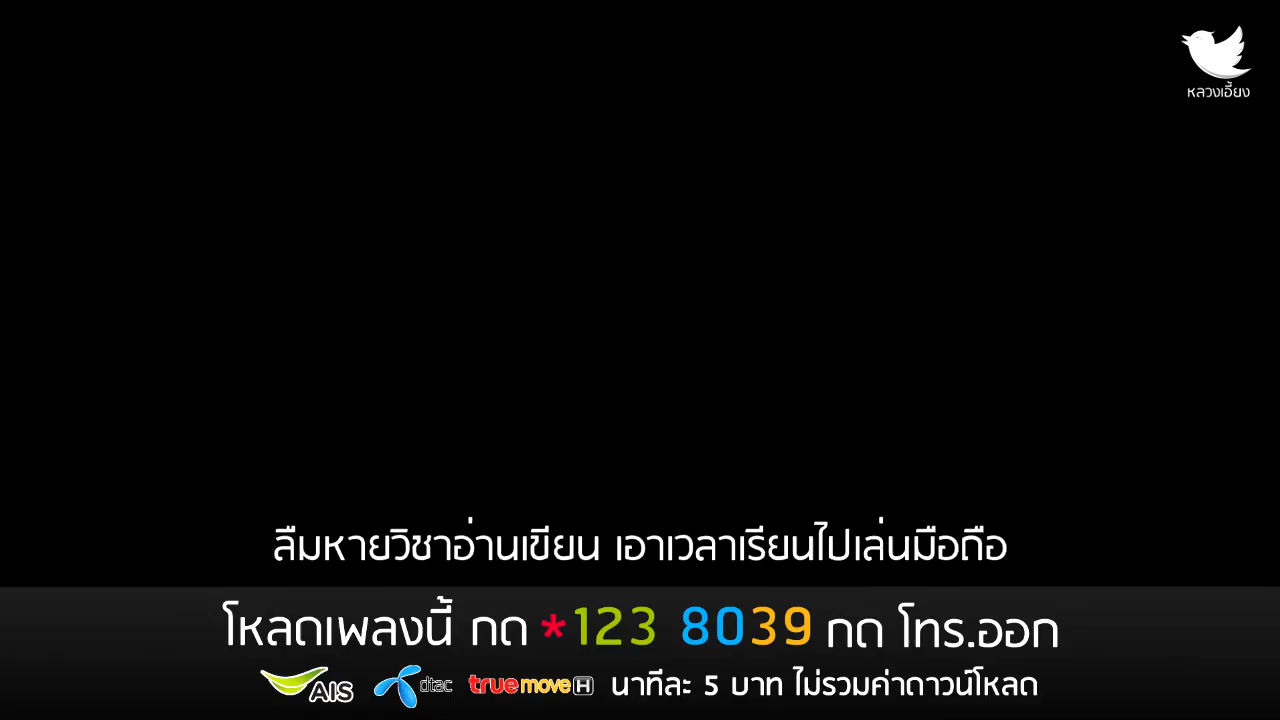 หลวงเอี้ยง
ลืมหายวิชาอ่านเขียน เอาเวลาเรียนไปเล่นมือถือ
โหลดเพลงนี้ กด *123 8039 กด โทร.ออก
AIS dtac truemove H นาทีละ 5 บาท ไม่รวมค่าดาวน์โหลด